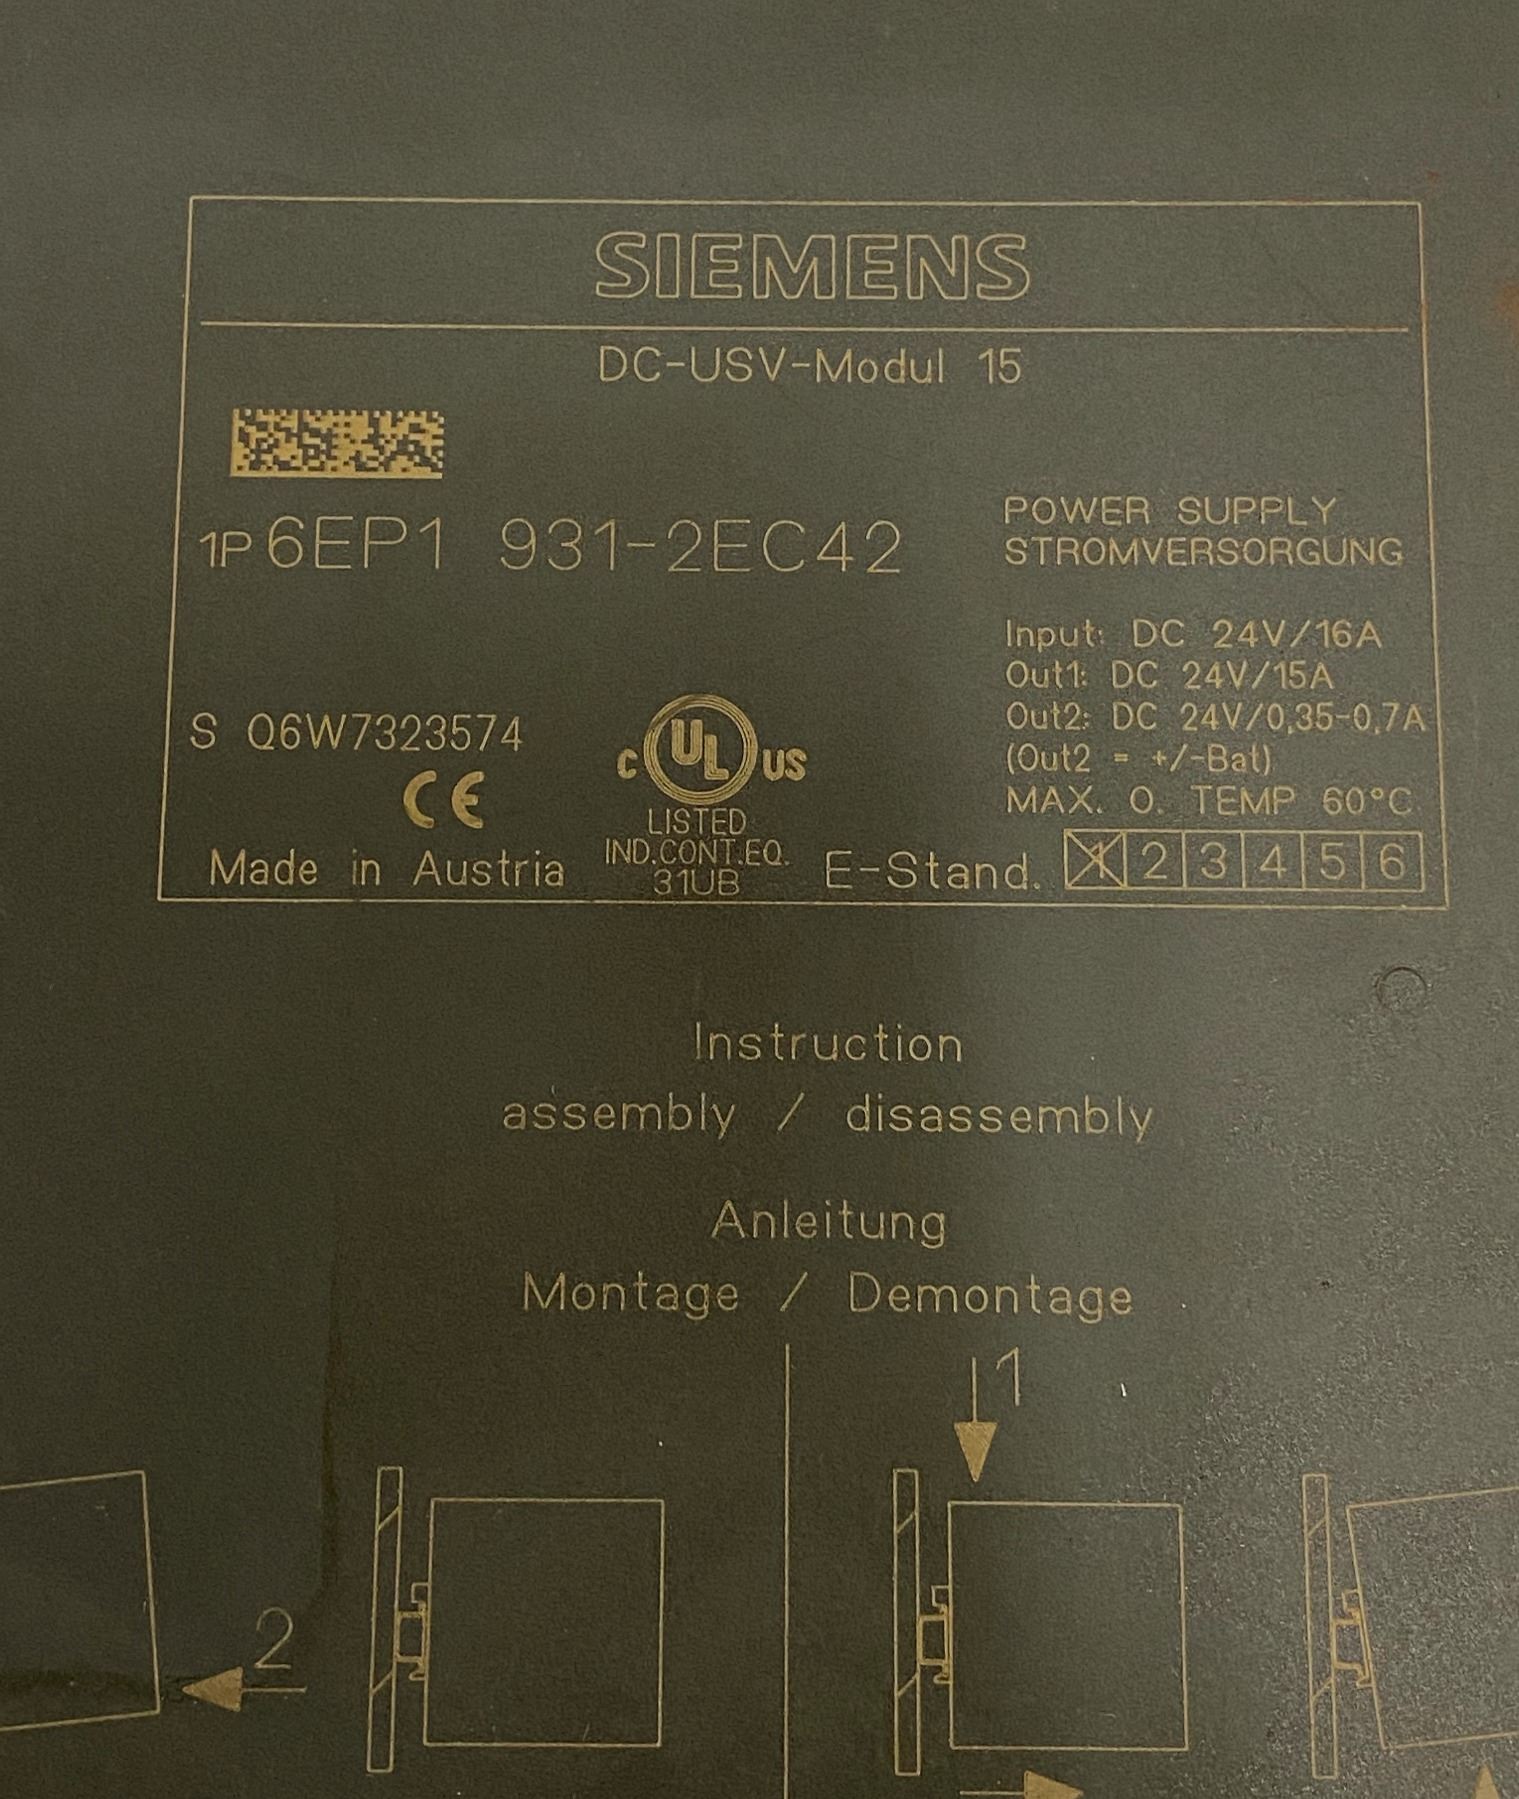 SIEMENS
DC-USV-Modul 15
1P 6EP1 931-2EC42
POWER SUPPLY
STROMVERSORGUNG
Input: DC 24V/16A
Out1: DC 24V/15A
Out2: DC 24V/0,35-0,7A
(Out2 = +/-Bat)
MAX. O. TEMP 60°C
S Q6W7323574
CE
C UL US
LISTED
IND.CONT.EQ.
31UB
Made in Austria
E-Stand. 1 2 3 4 5 6
Instruction
assembly / disassembly
Anleitung
Montage / Demontage
1
2